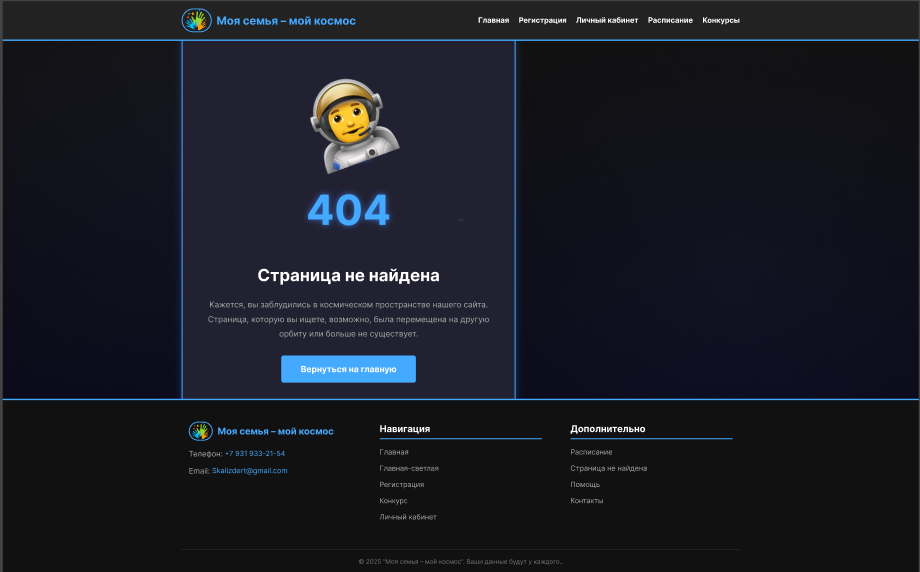 Моя семья – мой космос
Главная Регистрация Личный кабинет Расписание Конкурсы
404
Страница не найдена
Кажется, вы заблудились в космическом пространстве нашего сайта.
Страница, которую вы ищете, возможно, была перемещена на другую
орбиту или больше не существует.
Вернуться на главную
Моя семья – мой космос
Телефон: +7 931 933-21-54
Email: Skalizdert@gmail.com
Навигация
Главная
Главная-светлая
Регистрация
Конкурс
Личный кабинет
Дополнительно
Расписание
Страница не найдена
Помощь
Контакты
© 2025 "Моя семья – мой космос". Ваши данные будут у каждого..